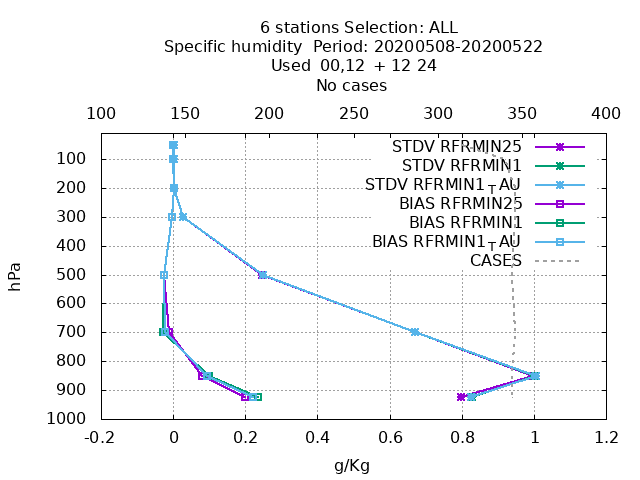 6 stations Selection: ALL
Specific humidity  Period: 20200508-20200522
Used  00,12  + 12 24
No cases
100 150 200 250 300 350 400
STDV RFRMIN25
STDV RFRMIN1
STDV RFRMIN1TAU
BIAS RFRMIN25
BIAS RFRMIN1
BIAS RFRMIN1TAU
CASES
100
200
300
400
500
600
700
800
900
1000
hPa
-0.2 0 0.2 0.4 0.6 0.8 1 1.2
g/Kg